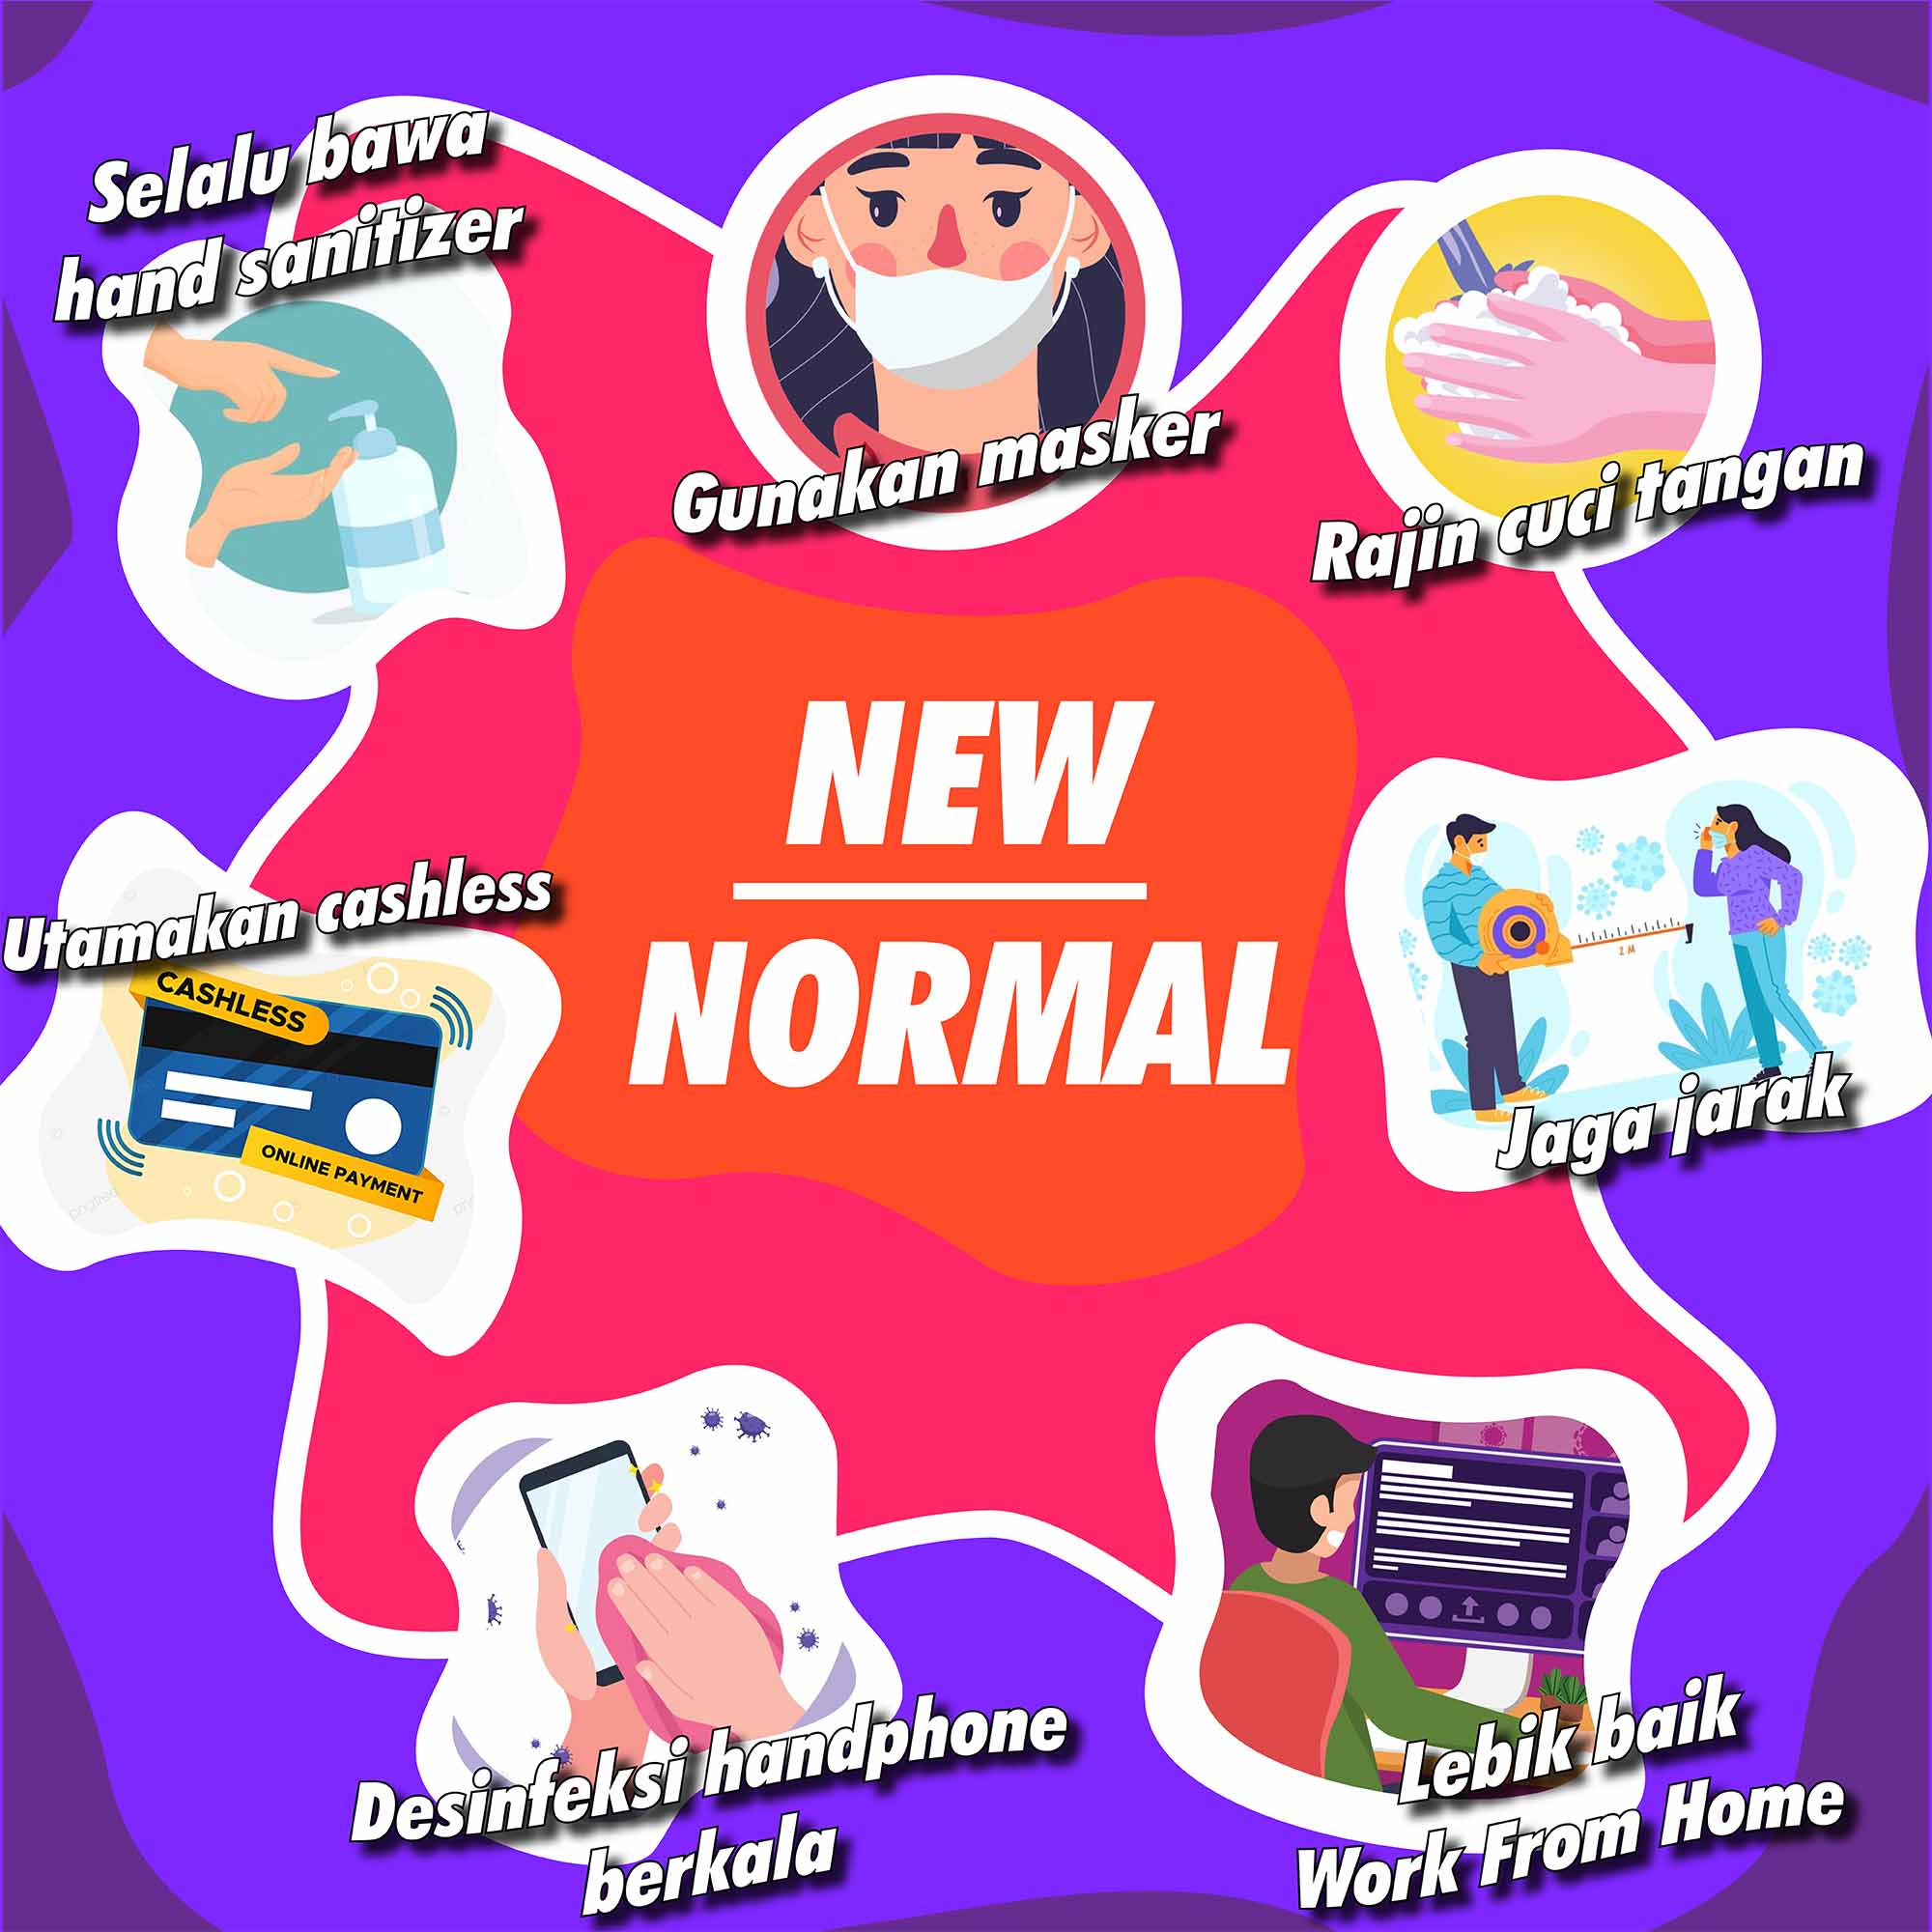 Selalu bawa
hand sanitizer
Gunakan masker
Rajin cuci tangan
NEW
NORMAL
Utamakan cashless
CASHLESS
ONLINE PAYMENT
2 M
Jaga jarak
Desinfeksi handphone
berkala
Lebik baik
Work From Home